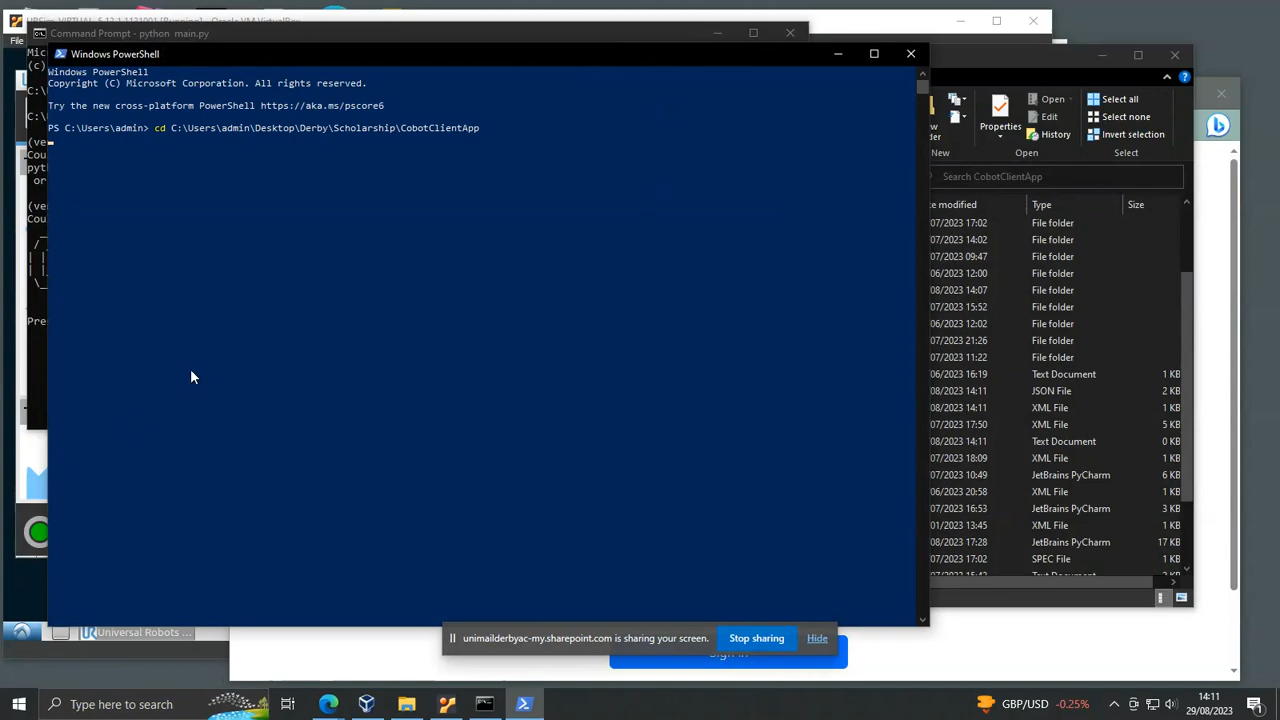 Command Prompt - python main.py
File
Windows PowerShell
Windows PowerShell
Copyright (C) Microsoft Corporation. All rights reserved.
Try the new cross-platform PowerShell https://aka.ms/pscore6
PS C:\Users\admin> cd C:\Users\admin\Desktop\Derby\Scholarship\CobotClientApp
Mic
(c)
C:\
C:\
(ve
Cou
pyth
or
(ve
Cou
Pre
New
Properties
Open
Edit
History
Open
Select all
Select none
Invert selection
Select
Search CobotClientApp
te modified
Type
Size
/07/2023 17:02 File folder
/07/2023 14:02 File folder
/07/2023 09:47 File folder
/06/2023 12:00 File folder
/08/2023 14:07 File folder
/07/2023 15:52 File folder
/06/2023 12:02 File folder
/07/2023 21:26 File folder
/07/2023 11:22 File folder
/06/2023 16:19 Text Document 1 KB
/08/2023 14:11 JSON File 2 KB
/08/2023 14:11 XML File 1 KB
/07/2023 17:50 XML File 5 KB
/08/2023 14:11 Text Document 1 KB
/07/2023 18:09 XML File 1 KB
/07/2023 10:49 JetBrains PyCharm 6 KB
/06/2023 20:58 XML File 1 KB
/07/2023 16:53 JetBrains PyCharm 3 KB
/01/2023 13:45 XML File 1 KB
/08/2023 17:28 JetBrains PyCharm 17 KB
/07/2023 17:02 SPEC File 1 KB
Universal Robots ...
unimailderbyac-my.sharepoint.com is sharing your screen.
Stop sharing
Hide
Type here to search
GBP/USD -0.25%
14:11
29/08/2023